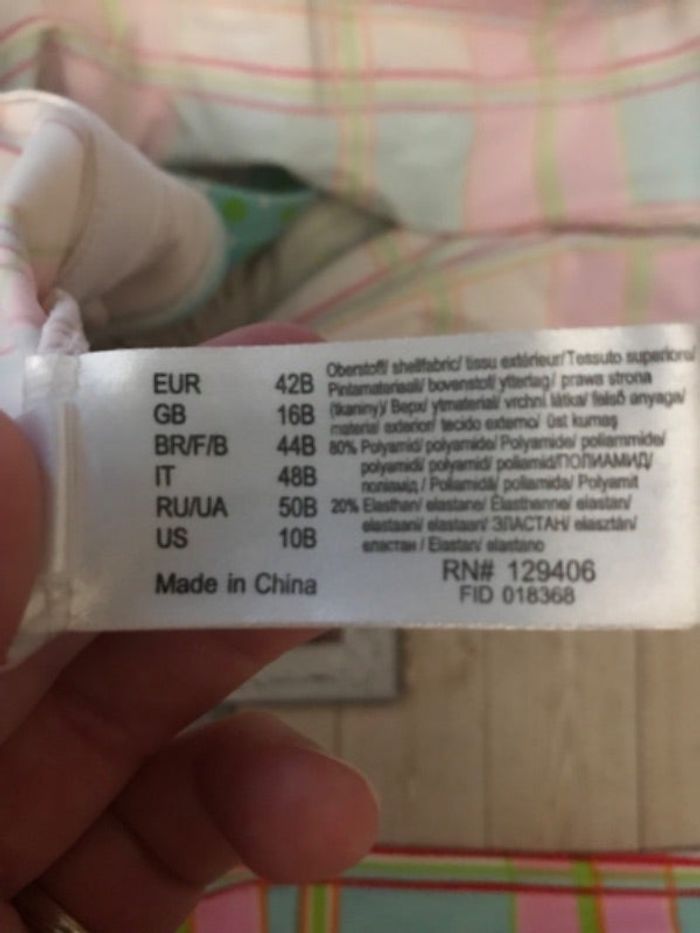 EUR 42B
GB 16B
BR/F/B 44B
IT 48B
RU/UA 50B
US 10B
Made in China
Oberstoff/ shellfabric/ tissu extérieur/Tessuto superiore/
Pintamateriaali/ bovenstof/ yttertag/ prawa strona
(tkaniny)/ Верх/ ytmaterial/ vrchní látka/ felső anyaga/
material exterior/ tecido externo/ üst kumaş
80% Polyamid/ polyamide/ Polyamide/ poliammide/
polyamidi/ polyamid/ poliamid/ПОЛИАМИД/
поліамід / Poliamidă/ poliamida/ Polyamit
20% Elasthan/ elastane/ Élasthanne/ elastan/
elastaani/ elastaan/ ЭЛАСТАН/ elasztán/
еластан / Elastan/ elastano
RN# 129406
FID 018368